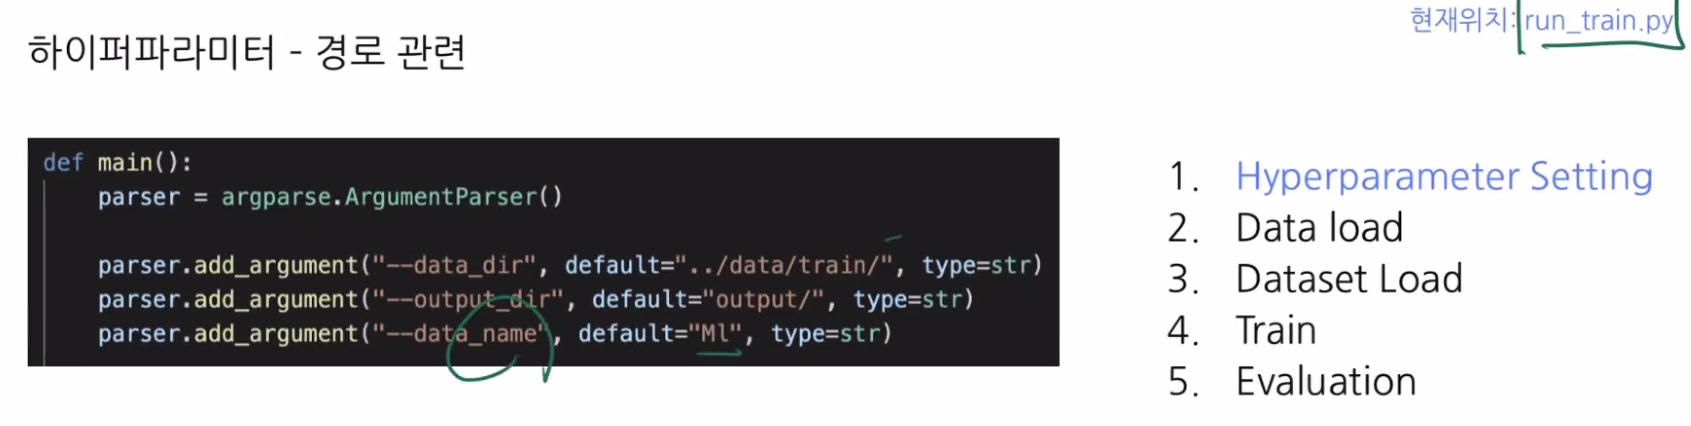 현재위치: run_train.py
하이퍼파라미터 - 경로 관련
def main():
parser = argparse.ArgumentParser()
parser.add_argument("--data_dir", default="../data/train/", type=str)
parser.add_argument("--output_dir", default="output/", type=str)
parser.add_argument("--data_name", default="Ml", type=str)
1. Hyperparameter Setting
2. Data load
3. Dataset Load
4. Train
5. Evaluation